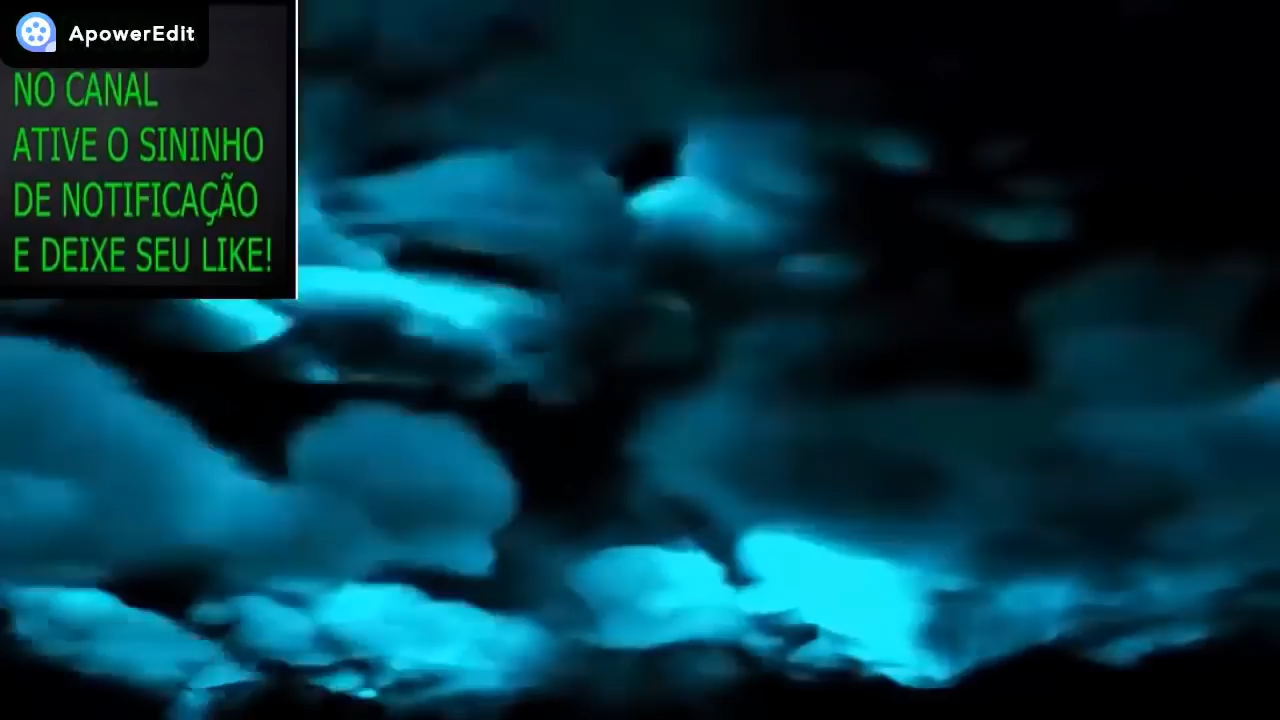 ApowerEdit
NO CANAL
ATIVE O SININHO
DE NOTIFICAÇÃO
E DEIXE SEU LIKE!